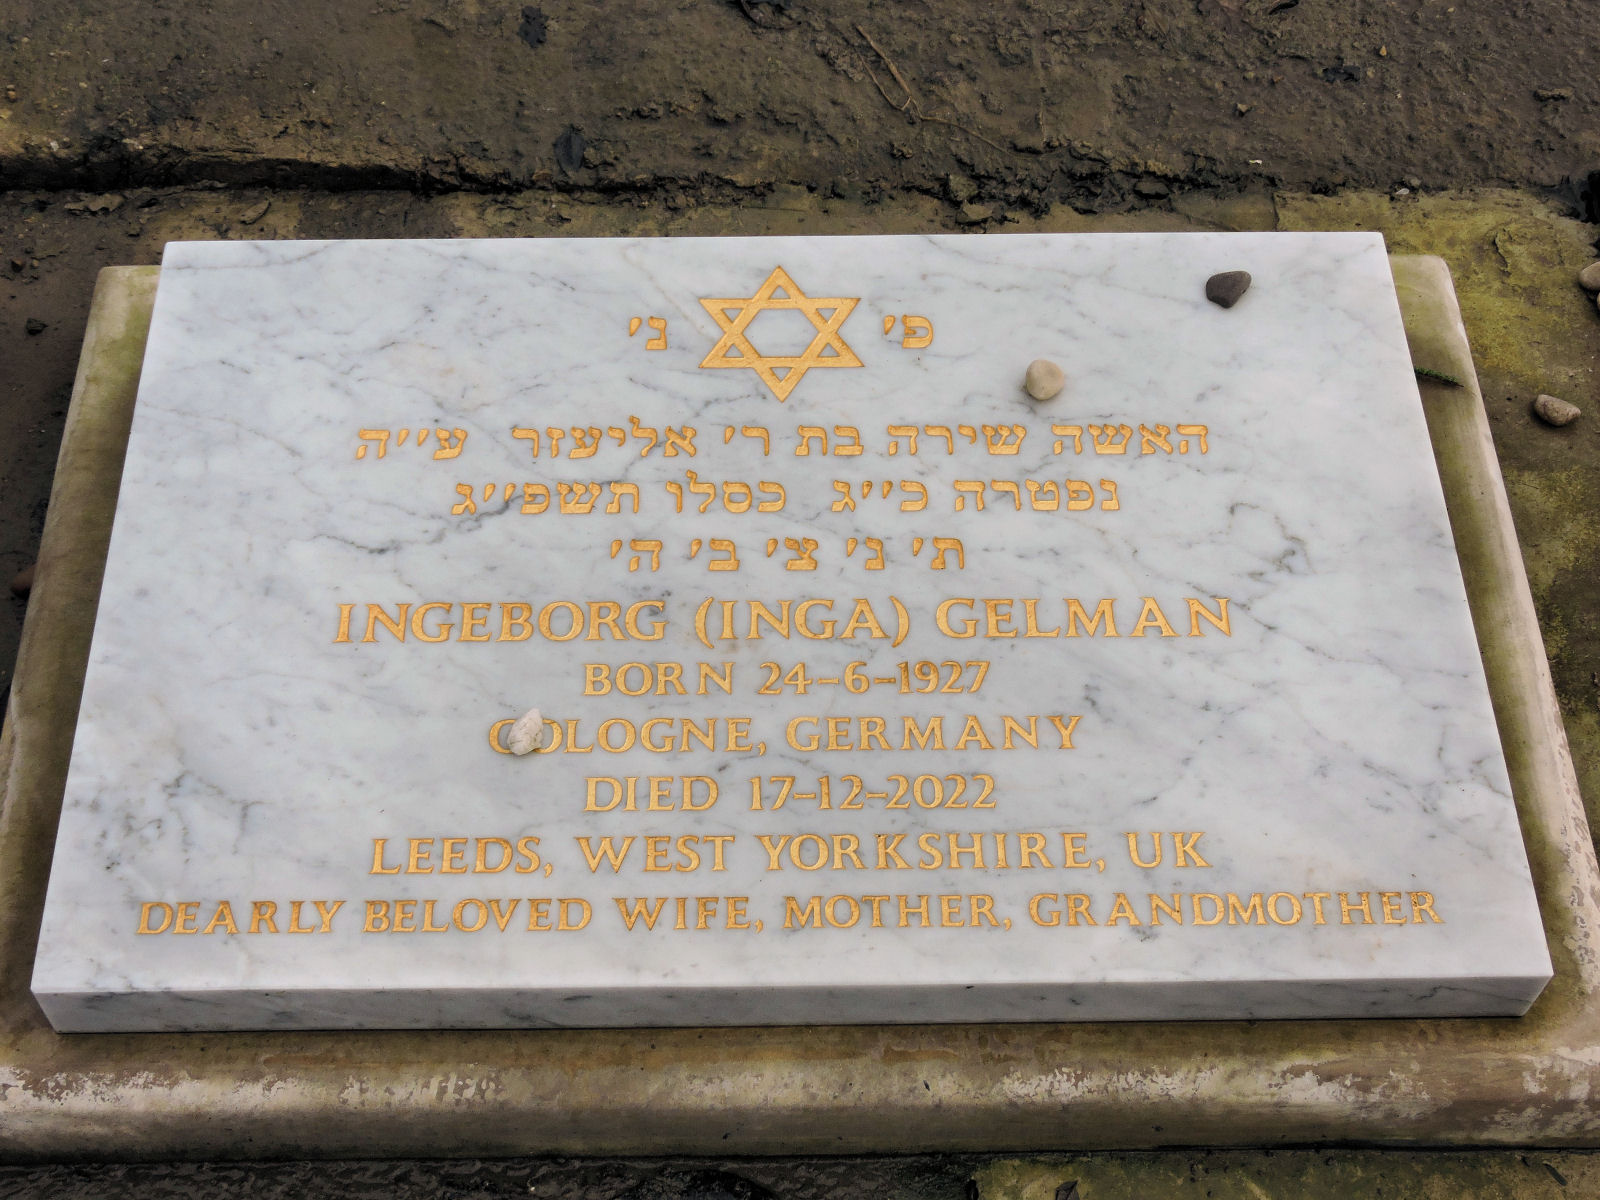 פ׳ נ׳
האשה שירה בת ר׳ אליעזר ע׳׳ה
נפטרה כ׳׳ג כסלו תשפ׳׳ג
ת׳ נ׳ צ׳ ב׳ ה׳
INGEBORG (INGA) GELMAN
BORN 24-6-1927
COLOGNE, GERMANY
DIED 17-12-2022
LEEDS, WEST YORKSHIRE, UK
DEARLY BELOVED WIFE, MOTHER, GRANDMOTHER